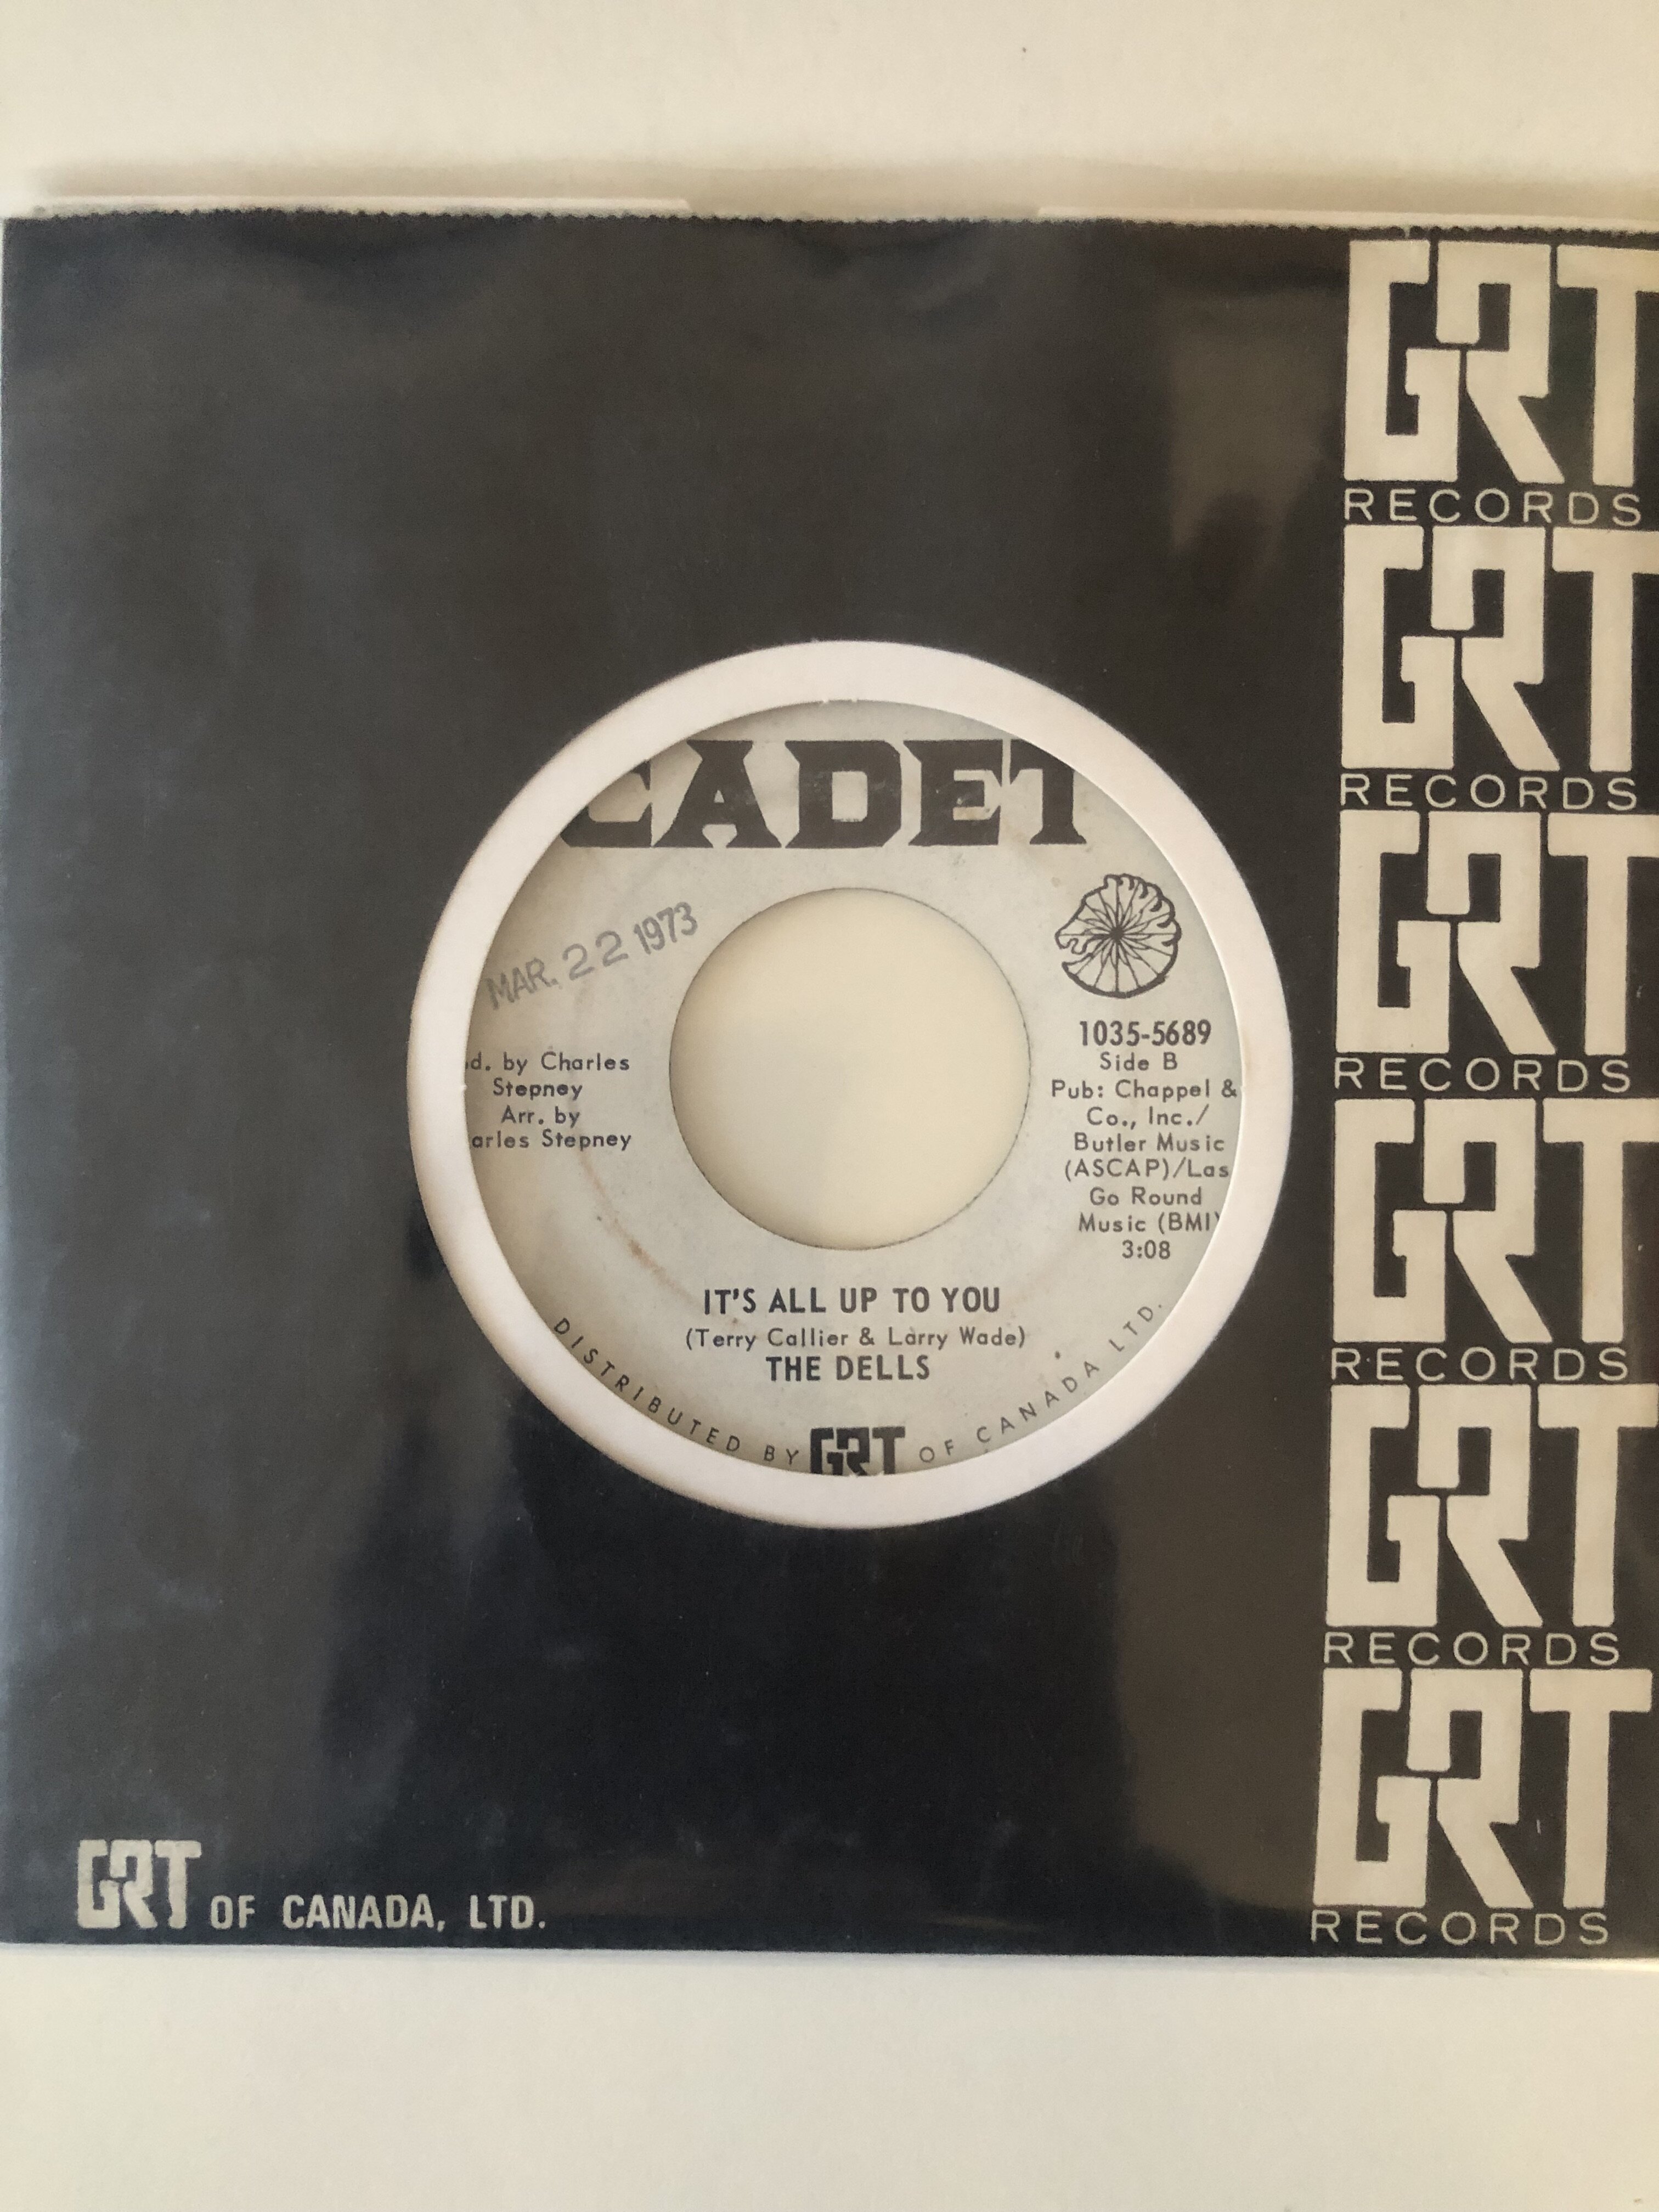 GRT
RECORDS
GRT
RECORDS
GRT
RECORDS
GRT
RECORDS
GRT
RECORDS
GRT
RECORDS
CADET
MAR. 22 1973
d. by Charles
Stepney
Arr. by
arles Stepney
1035-5689
Side B
Pub: Chappel &
Co., Inc./
Butler Music
(ASCAP)/Las
Go Round
Music (BMI)
3:08
IT'S ALL UP TO YOU
(Terry Callier & Larry Wade)
THE DELLS
DISTRIBUTED BY GRT OF CANADA LTD.
GRT OF CANADA, LTD.